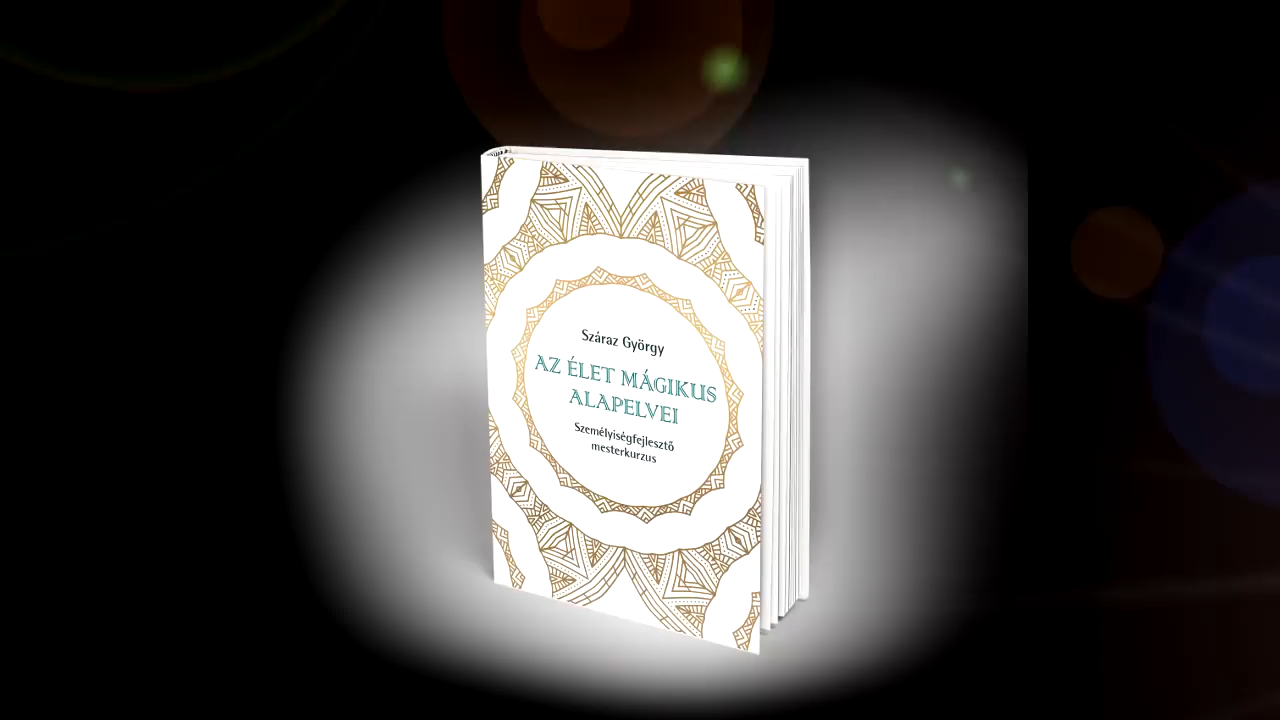 Száraz György
AZ ÉLET MÁGIKUS
ALAPELVEI
Személyiségfejlesztő
mesterkurzus